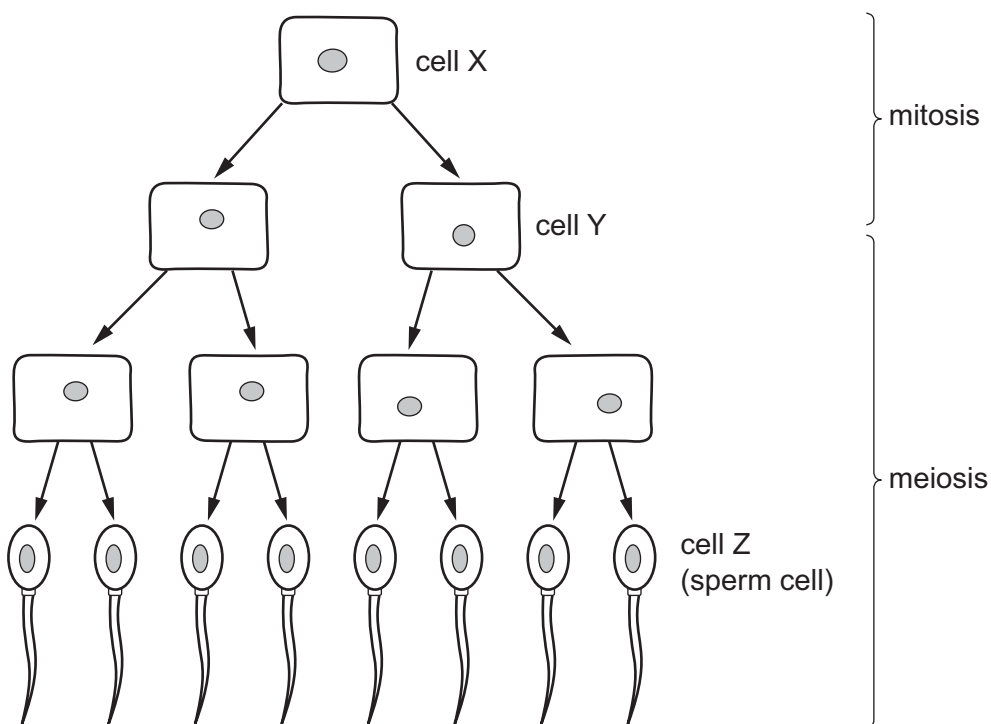 cell X
mitosis
cell Y
meiosis
cell Z
(sperm cell)